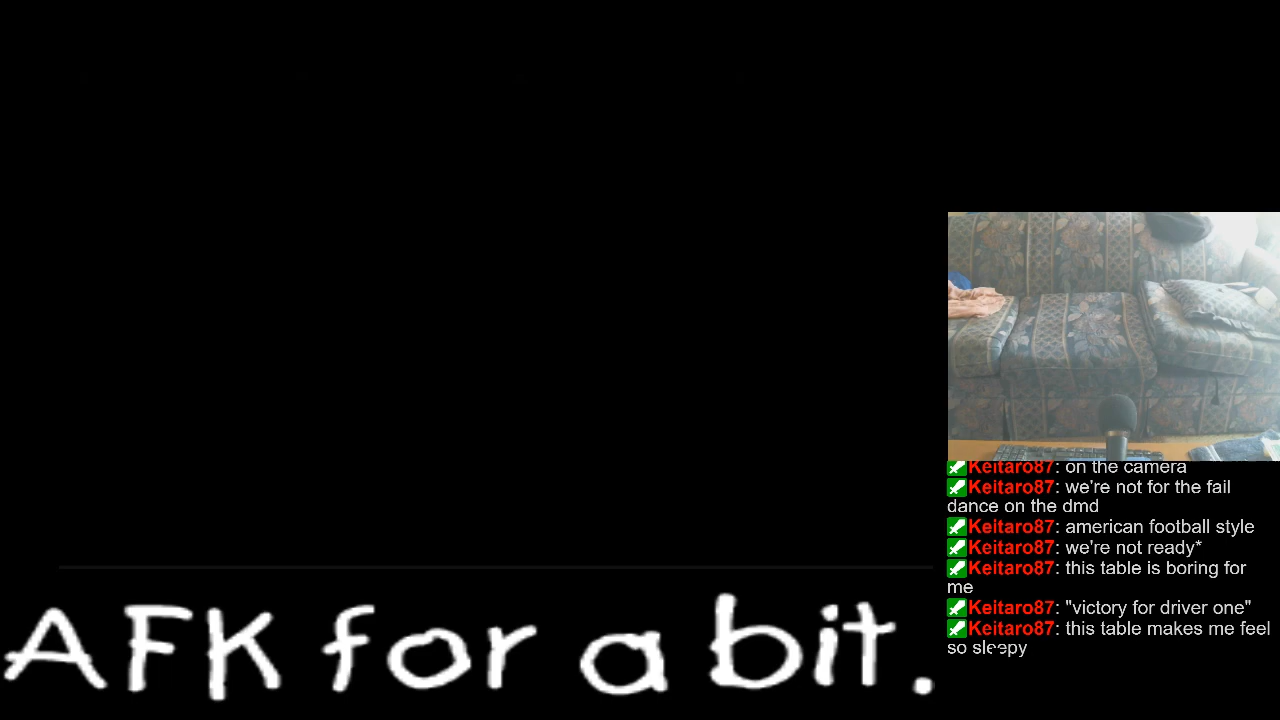 Keitaro87: on the camera
Keitaro87: we're not for the fail
dance on the dmd
Keitaro87: american football style
Keitaro87: we're not ready*
Keitaro87: this table is boring for
me
Keitaro87: "victory for driver one"
Keitaro87: this table makes me feel
so sleepy
AFK for a bit.